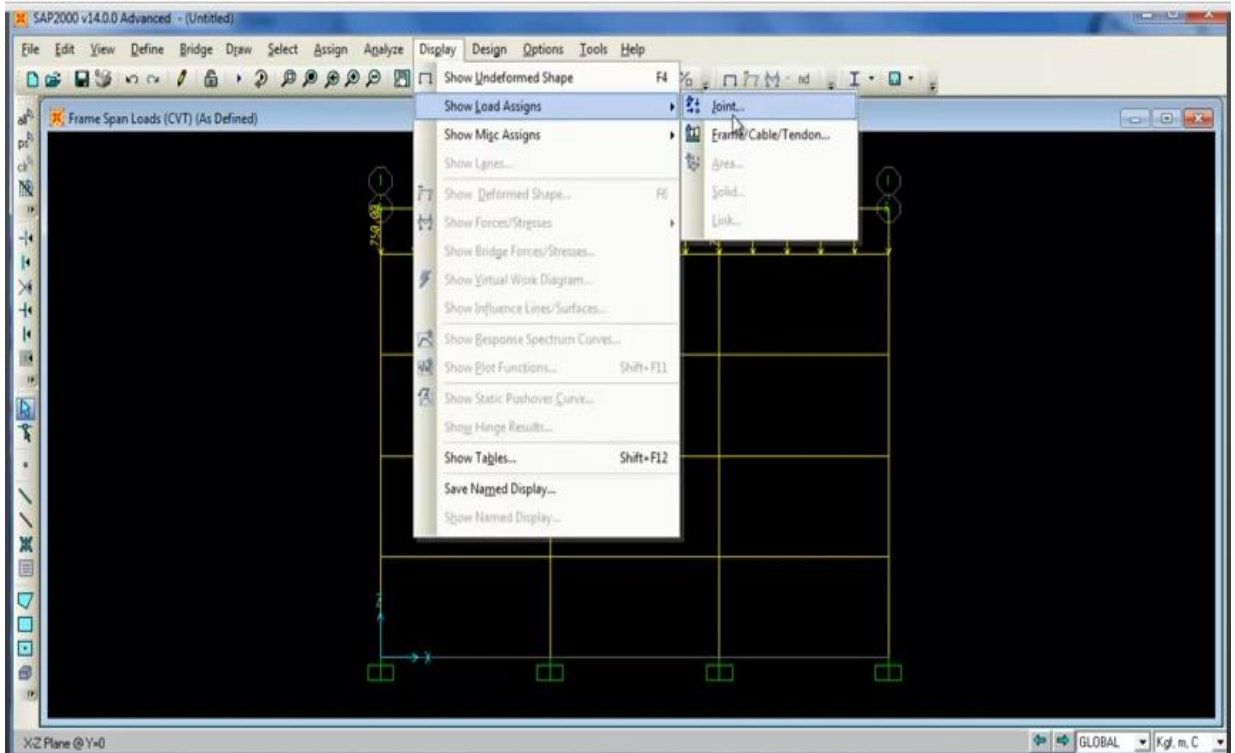 SAP2000 v14.0.0 Advanced - (Untitled)
File Edit View Define Bridge Draw Select Assign Analyze Display Design Options Tools Help
nd
Frame Span Loads (CVT) (As Defined)
Show Undeformed Shape F4
Show Load Assigns
Show Misc Assigns
Show Lanes...
Show Deformed Shape... F6
Show Forces/Stresses
Show Bridge Forces/Stresses...
Show Virtual Work Diagram...
Show Influence Lines/Surfaces...
Show Response Spectrum Curves...
Show Plot Functions... Shift+F11
Show Static Pushover Curve...
Show Hinge Results...
Show Tables... Shift+F12
Save Named Display...
Show Named Display...
Joint...
Frame/Cable/Tendon...
Area...
Solid...
Link...
750.00
Z
X
X-Z Plane @ Y=0
GLOBAL
Kgf, m, C